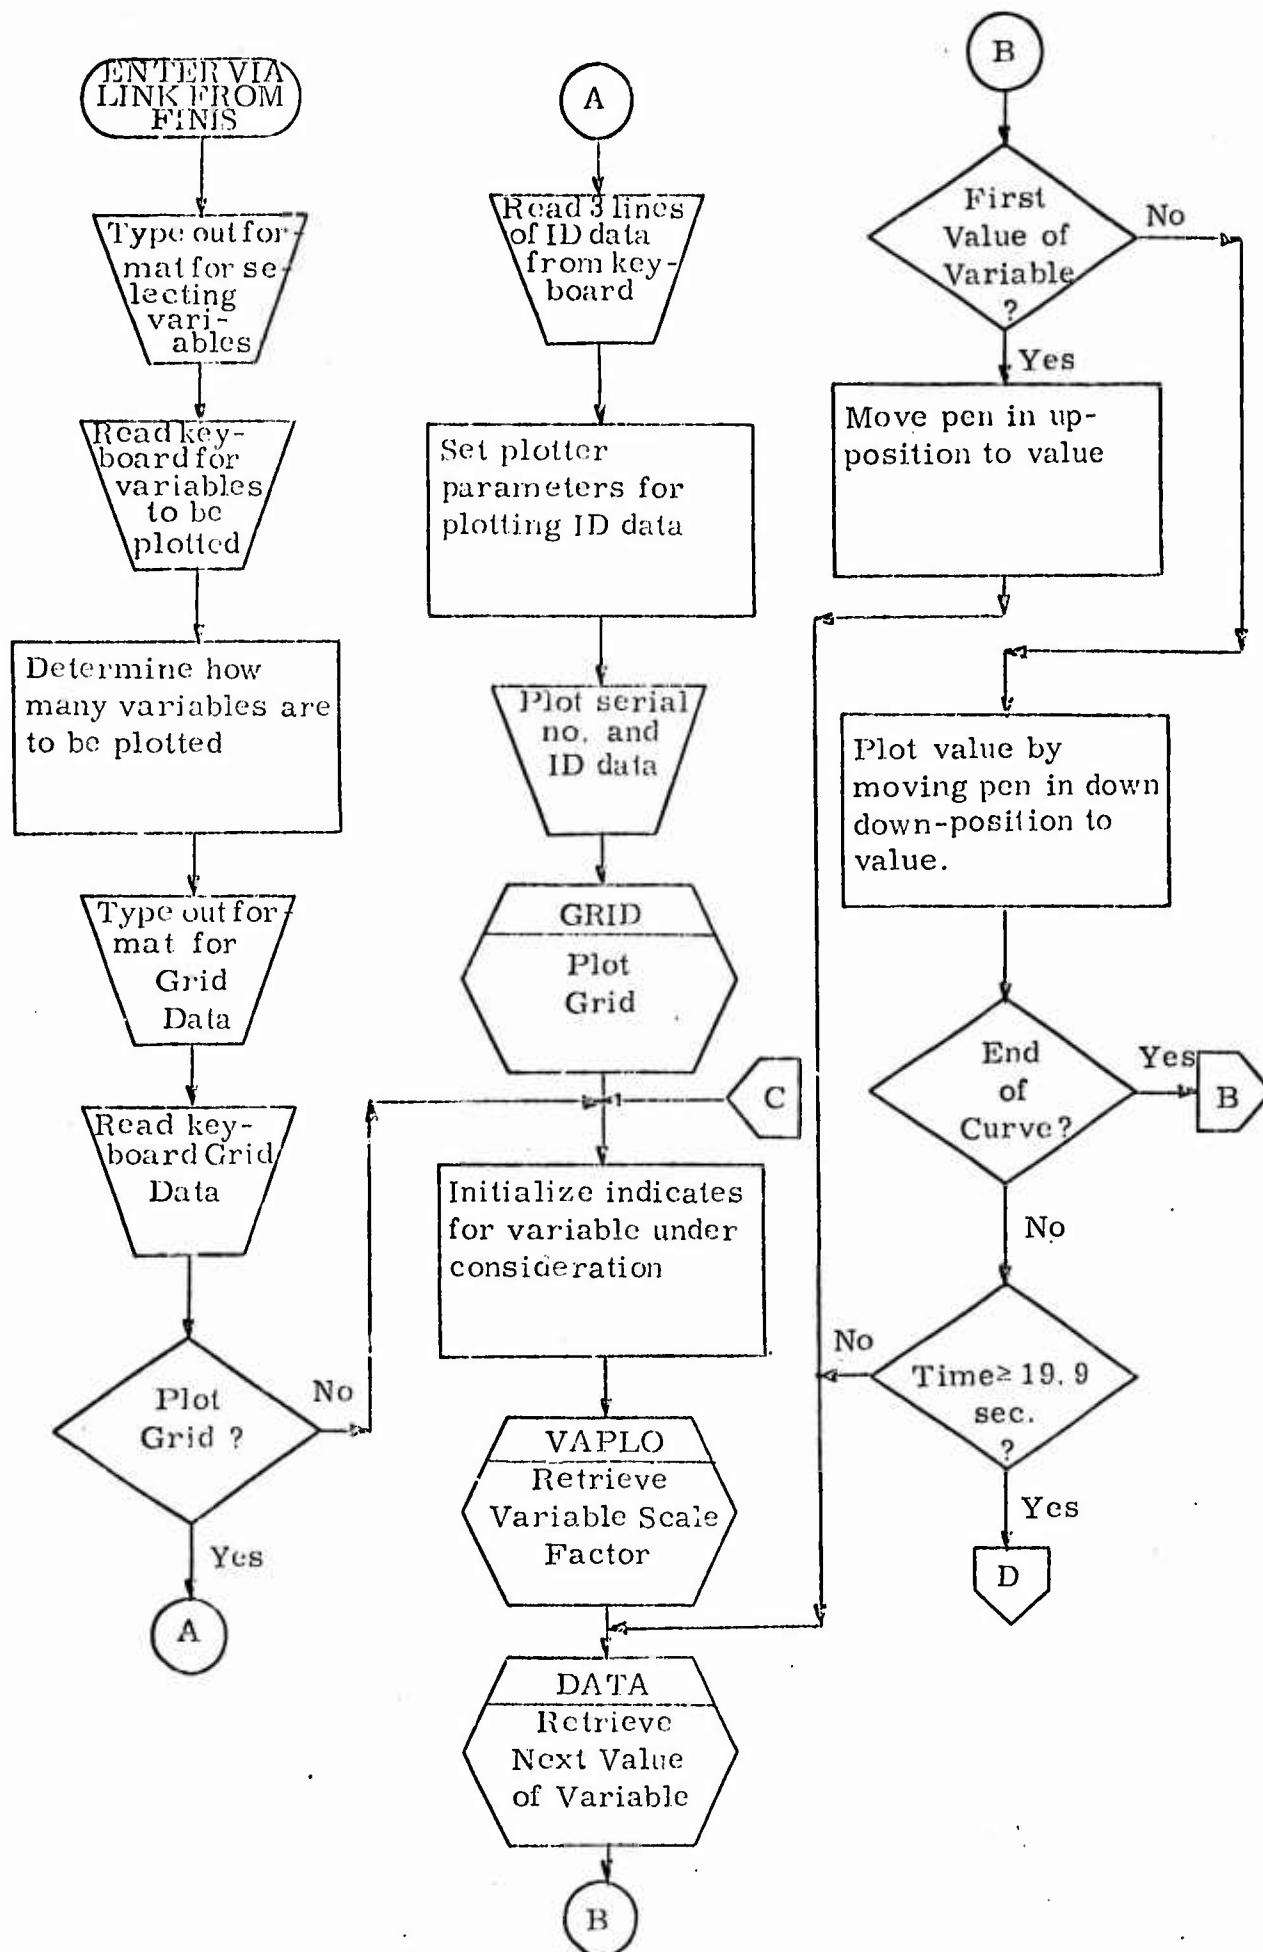 ENTER VIA
LINK FROM
FINIS
Type out for-
mat for se-
lecting
vari-
ables
Read key-
board for
variables
to be
plotted
Determine how
many variables are
to be plotted
Type out for-
mat for
Grid
Data
Read key-
board Grid
Data
Plot
Grid ?
No
Yes
A
A
Read 3 lines
of ID data
from key-
board
Set plotter
parameters for
plotting ID data
Plot serial
no. and
ID data
GRID
Plot
Grid
C
Initialize indicates
for variable under
consideration
VAPLO
Retrieve
Variable Scale
Factor
DATA
Retrieve
Next Value
of Variable
B
B
First
Value of
Variable
?
No
Yes
Move pen in up-
position to value
Plot value by
moving pen in down
down-position to
value.
End
of
Curve?
Yes
B
No
Time≥ 19.9
sec.
?
No
Yes
D